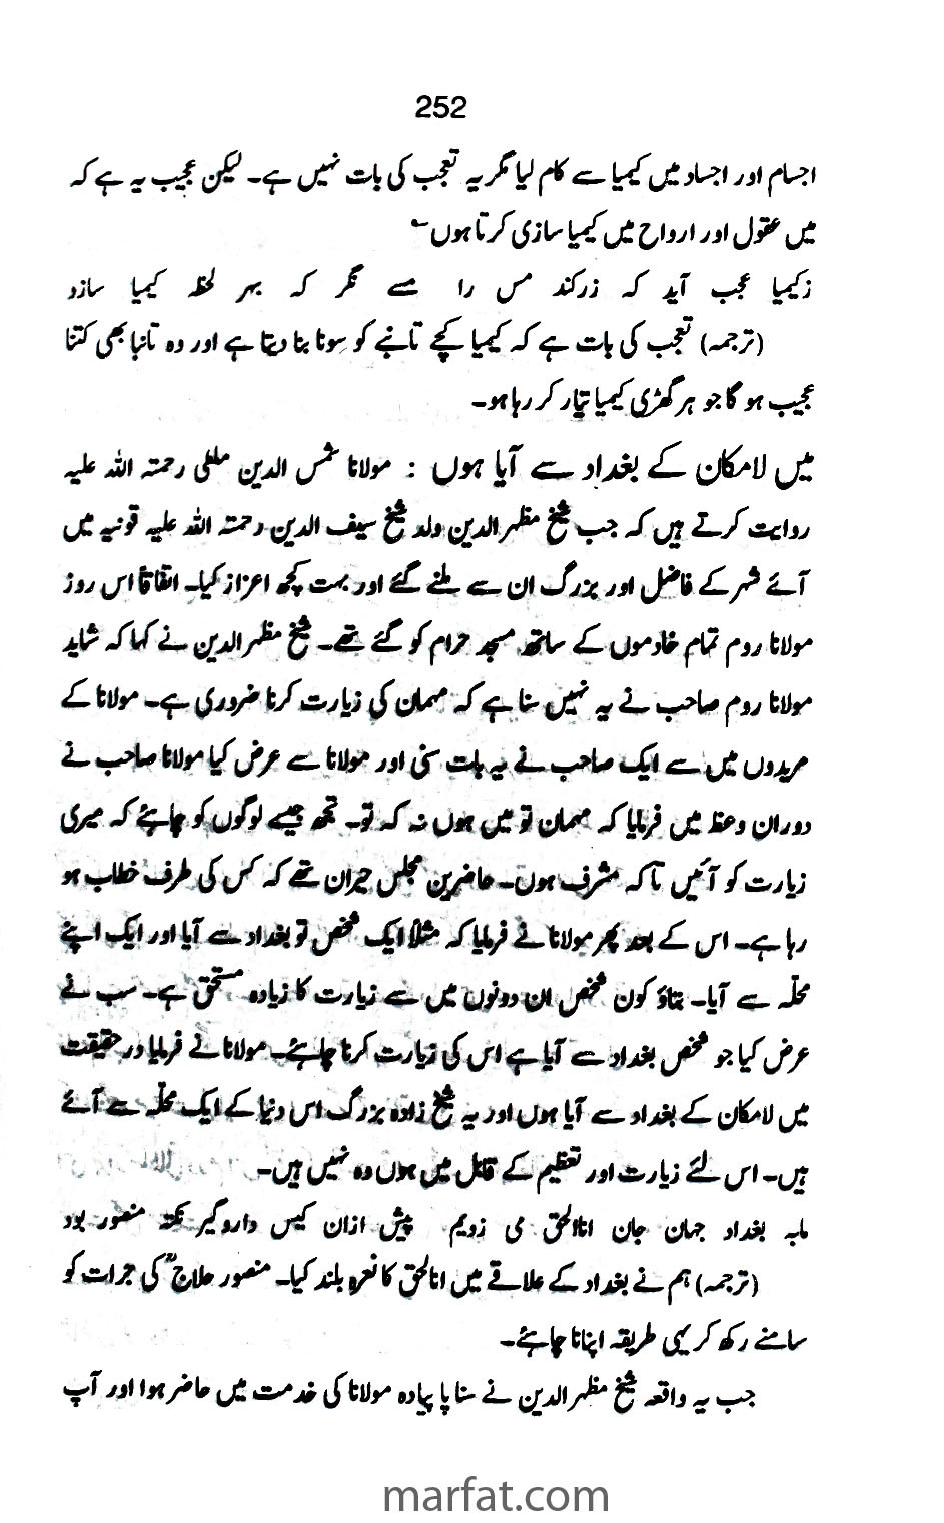 252
اجسام اور اجساد میں کیمیا سے کام لیا مگر یہ تعجب کی بات نہیں ہے۔ لیکن عجیب یہ ہے کہ
میں عقول اور ارواح میں کیمیا سازی کرتا ہوں؎
زکیمیا عجب آید کہ زرکند مس را مسے نگر کہ بہر لحظہ کیمیا سازد
(ترجمہ) تعجب کی بات ہے کہ کیمیا کچے تانبے کو سونا بنا دیتا ہے اور وہ تانبا بھی کتنا
عجیب ہو گا جو ہر گھڑی کیمیا تیار کر رہا ہو۔
میں لامکان کے بغداد سے آیا ہوں : مولانا شمس الدین ملطی رحمتہ اللہ علیہ
روایت کرتے ہیں کہ جب شیخ مظہر الدین ولد شیخ سیف الدین رحمتہ اللہ علیہ قونیہ میں
آئے شہر کے فاضل اور بزرگ ان سے ملنے گئے اور بہت کچھ اعزاز کیا۔ اتفاقاً اس روز
مولانا روم تمام خادموں کے ساتھ مسجد حرام کو گئے تھے۔ شیخ مظہر الدین نے کہا کہ شاید
مولانا روم صاحب نے یہ نہیں سنا ہے کہ مہمان کی زیارت کرنا ضروری ہے۔ مولانا کے
مریدوں میں سے ایک صاحب نے یہ بات سنی اور مولانا سے عرض کیا مولانا صاحب نے
دوران وعظ میں فرمایا کہ مہمان تو میں ہوں نہ کہ تو۔ تجھ جیسے لوگوں کو چاہئے کہ میری
زیارت کو آئیں تاکہ مشرف ہوں۔ حاضرین مجلس حیران تھے کہ کس کی طرف خطاب ہو
رہا ہے۔ اس کے بعد پھر مولانا نے فرمایا کہ مثلاً ایک شخص تو بغداد سے آیا اور ایک اپنے
محلہ سے آیا۔ بتاؤ کون شخص ان دونوں میں سے زیارت کا زیادہ مستحق ہے۔ سب نے
عرض کیا جو شخص بغداد سے آیا ہے اس کی زیارت کرنا چاہئے۔ مولانا نے فرمایا در حقیقت
میں لامکان کے بغداد سے آیا ہوں اور یہ شیخ زادہ بزرگ اس دنیا کے ایک محلّہ سے آئے
ہیں۔ اس لئے زیارت اور تعظیم کے قابل میں ہوں وہ نہیں ہیں۔
مابہ بغداد جہان جان اناالحق می زدیم پیش ازان کیس داروگیر نکتہ منصور بود
(ترجمہ) ہم نے بغداد کے علاقے میں انالحق کا نعرہ بلند کیا۔ منصور حلاجؒ کی جرات کو
سامنے رکھ کر یہی طریقہ اپنانا چاہئے۔
جب یہ واقعہ شیخ مظہر الدین نے سنا پا پیادہ مولانا کی خدمت میں حاضر ہوا اور آپ
marfat.com